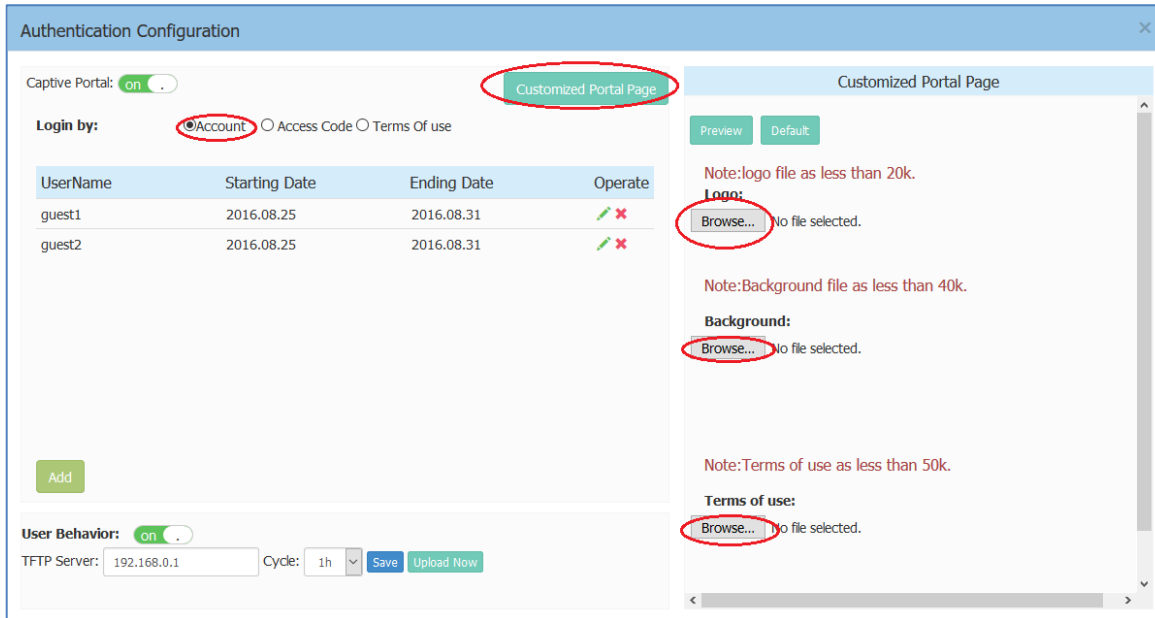 Authentication Configuration
×
Captive Portal: on .
Customized Portal Page
Login by: Account Access Code Terms Of use
UserName Starting Date Ending Date Operate
guest1 2016.08.25 2016.08.31
guest2 2016.08.25 2016.08.31
Add
User Behavior: on .
TFTP Server: 192.168.0.1 Cycle: 1h Save Upload Now
Customized Portal Page
Preview Default
Note:logo file as less than 20k.
Logo:
Browse... No file selected.
Note:Background file as less than 40k.
Background:
Browse... No file selected.
Note:Terms of use as less than 50k.
Terms of use:
Browse... No file selected.